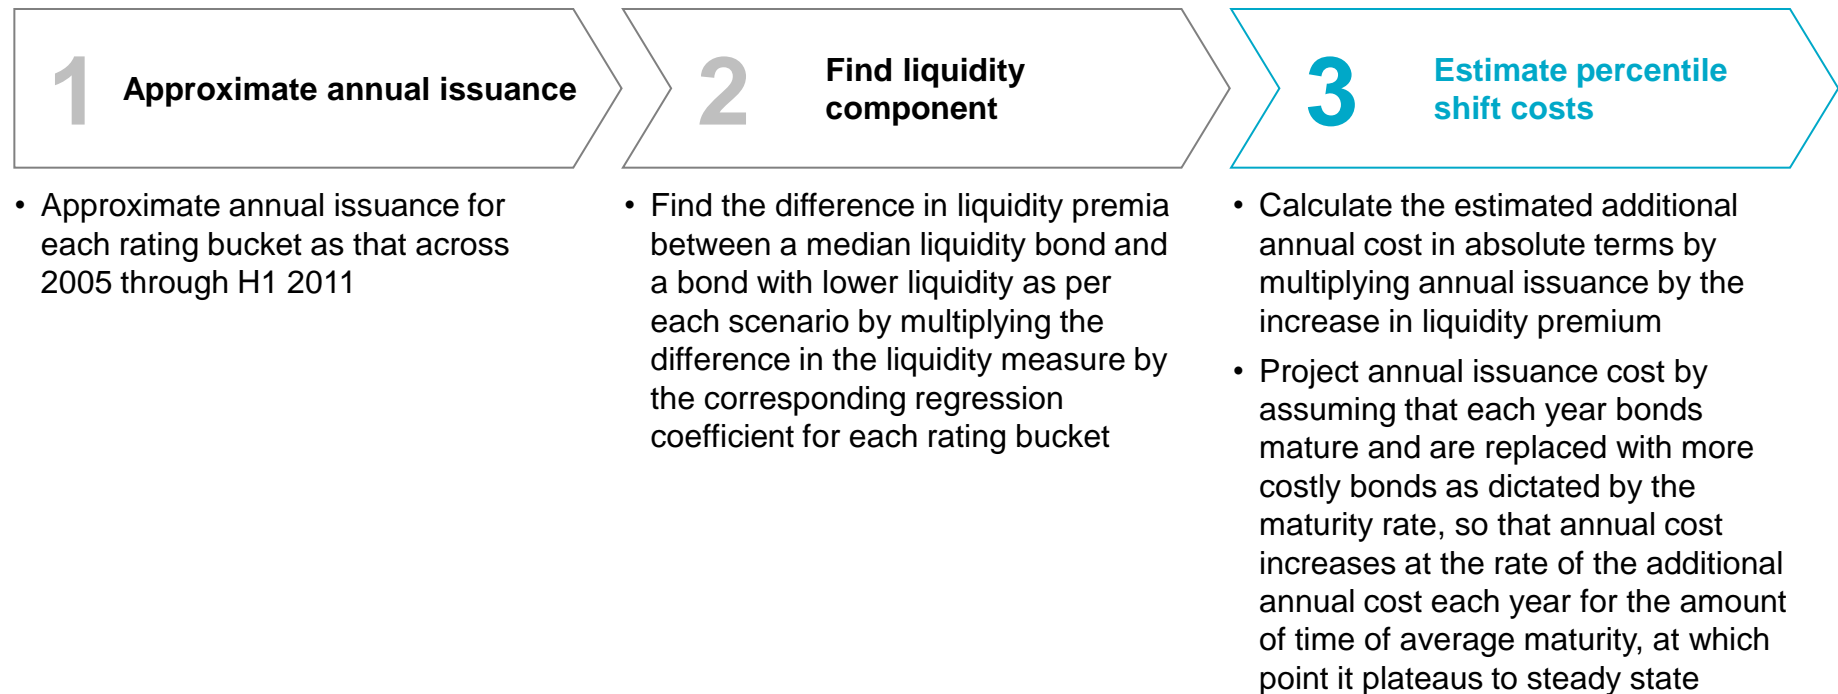 1
Approximate annual issuance
• Approximate annual issuance for
each rating bucket as that across
2005 through H1 2011
2
Find liquidity
component
• Find the difference in liquidity premia
between a median liquidity bond and
a bond with lower liquidity as per
each scenario by multiplying the
difference in the liquidity measure by
the corresponding regression
coefficient for each rating bucket
3
Estimate percentile
shift costs
• Calculate the estimated additional
annual cost in absolute terms by
multiplying annual issuance by the
increase in liquidity premium
• Project annual issuance cost by
assuming that each year bonds
mature and are replaced with more
costly bonds as dictated by the
maturity rate, so that annual cost
increases at the rate of the additional
annual cost each year for the amount
of time of average maturity, at which
point it plateaus to steady state